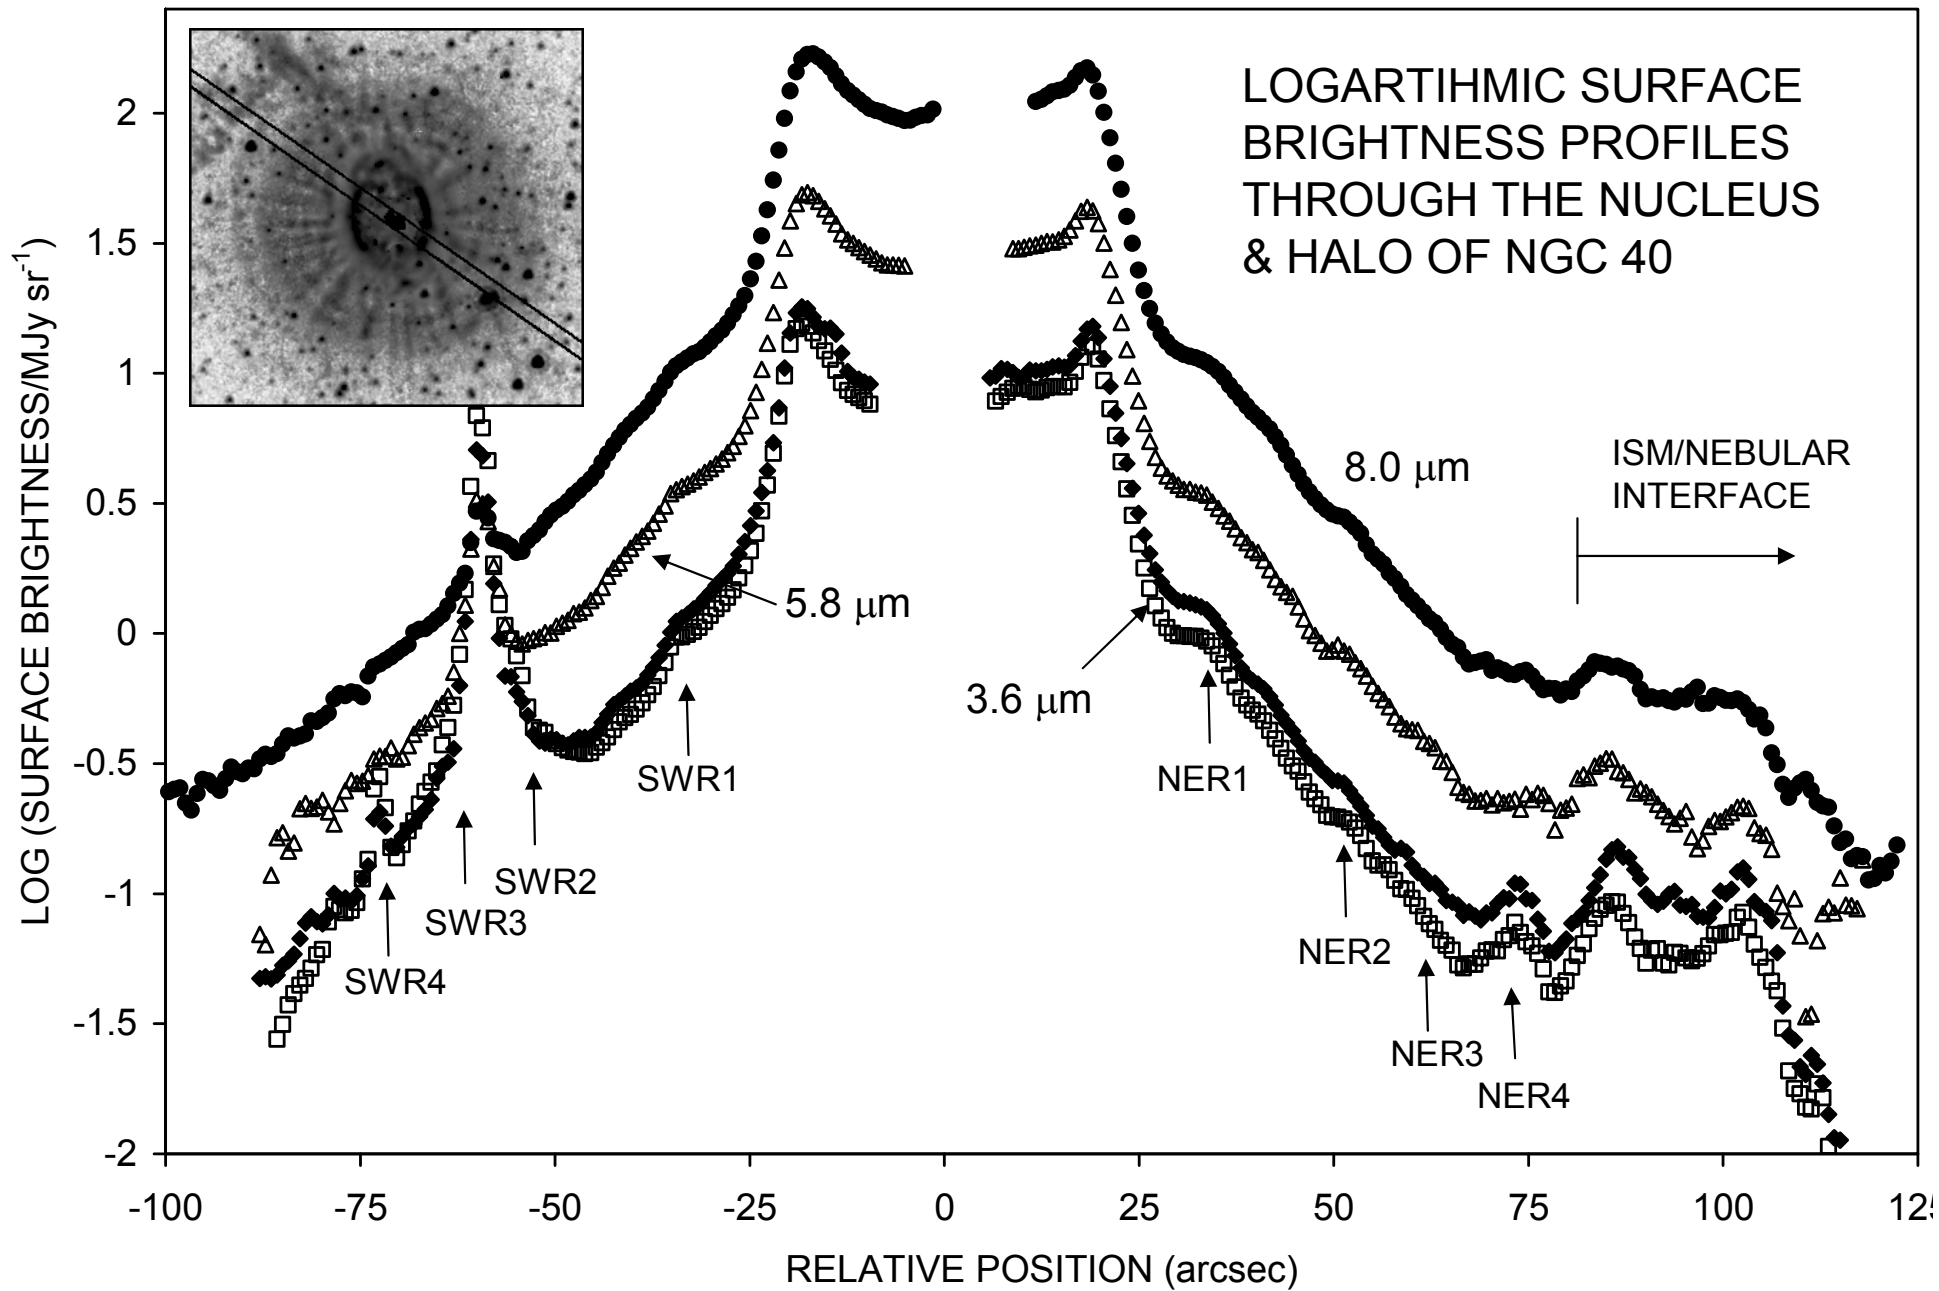 LOGARTIHMIC SURFACE
BRIGHTNESS PROFILES
THROUGH THE NUCLEUS
& HALO OF NGC 40
LOG (SURFACE BRIGHTNESS/MJy sr-1)
2
1.5
1
0.5
0
-0.5
-1
-1.5
-2
8.0 µm
ISM/NEBULAR
INTERFACE
5.8 µm
3.6 µm
SWR1
SWR2
SWR3
SWR4
NER1
NER2
NER3
NER4
-100 -75 -50 -25 0 25 50 75 100 125
RELATIVE POSITION (arcsec)